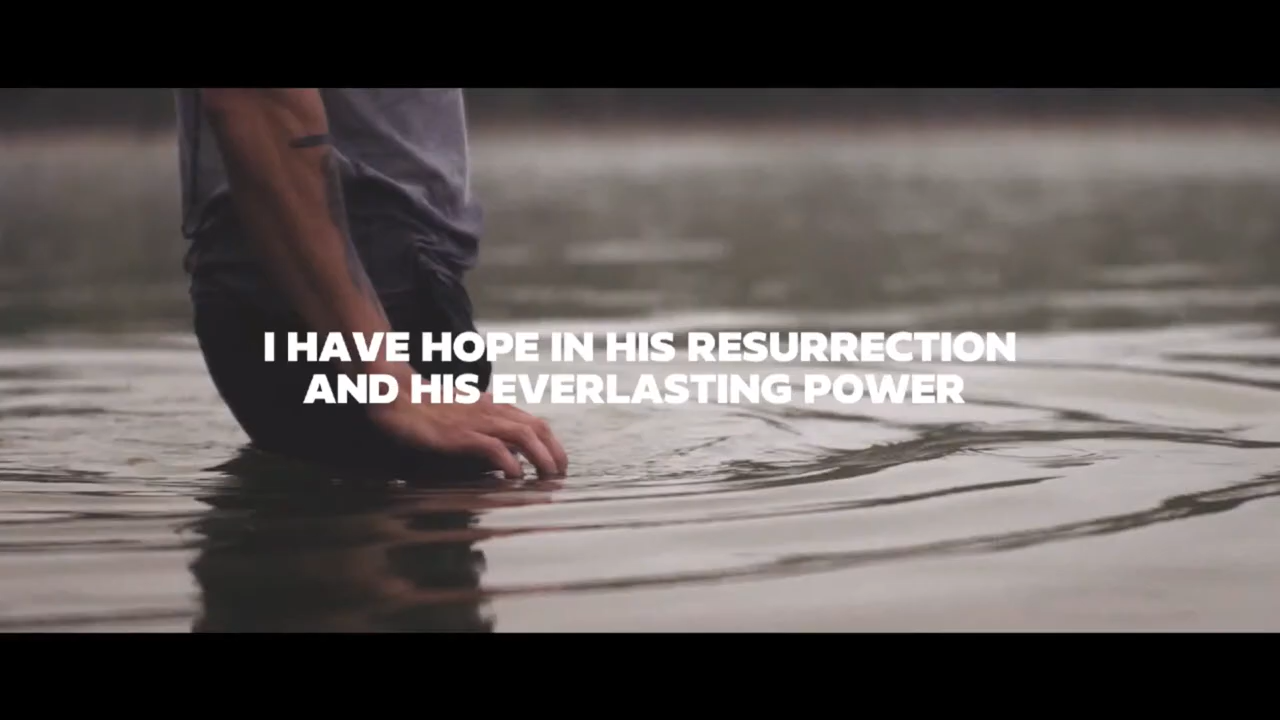 I HAVE HOPE IN HIS RESURRECTION
AND HIS EVERLASTING POWER